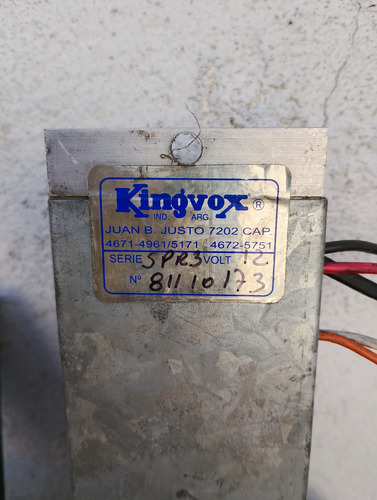 Kingvox ®
IND. ARG.
JUAN B. JUSTO 7202 CAP.
4671-4961/5171 4672-5751
SERIE SPR3 VOLT 12
Nº 81110173